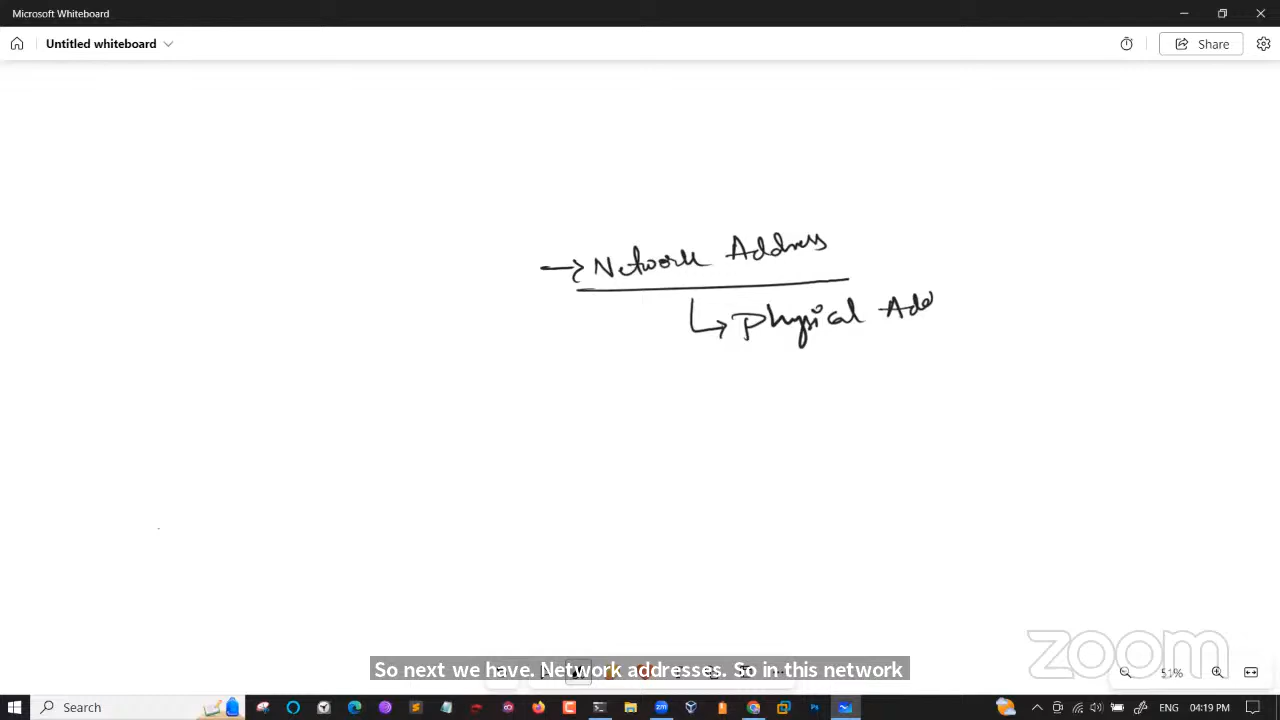 Microsoft Whiteboard
Untitled whiteboard
Share
→ Network Address
↳ Physical Add
zoom
So next we have. Network addresses. So in this network
51%
Search
ENG
04:19 PM